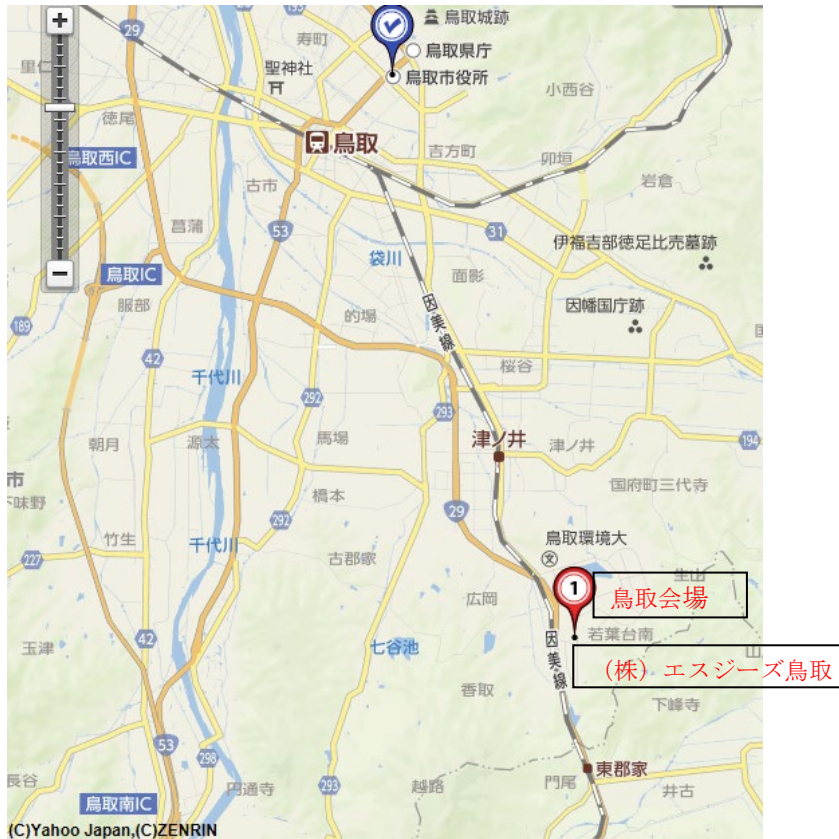 29
寿町
鳥取城跡
鳥取県庁
鳥取市役所
聖神社
小西谷
徳尾
鳥取
吉方町
卯垣
鳥取西IC
岩倉
古市
菖蒲
53
31
袋川
伊福吉部徳足比売墓跡
鳥取IC
面影
服部
因美線
因幡国庁跡
的場
189
42
桜谷
千代川
292
293
朝月
源太
馬場
津ノ井
津ノ井
194
市
国府町三代寺
下味野
橋本
292
29
竹生
千代川
鳥取環境大
227
古郡家
文
生山
1
鳥取会場
広岡
42
七谷池
若葉台南
玉津
因美線
山
(株)エスジーズ鳥取
香取
下峰寺
53
298
東郡家
長谷
円通寺
293
越路
門尾
井古
鳥取南IC
(C)Yahoo Japan,(C)ZENRIN